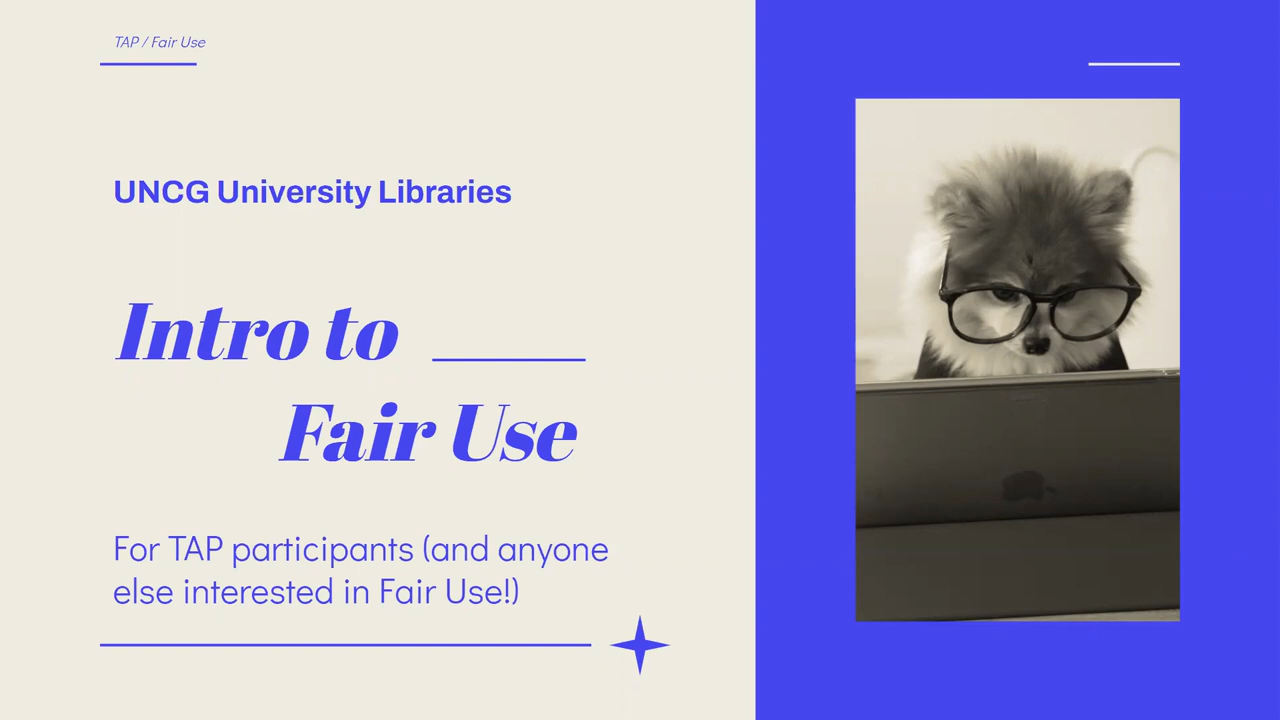 TAP / Fair Use
UNCG University Libraries
Intro to
Fair Use
For TAP participants (and anyone
else interested in Fair Use!)